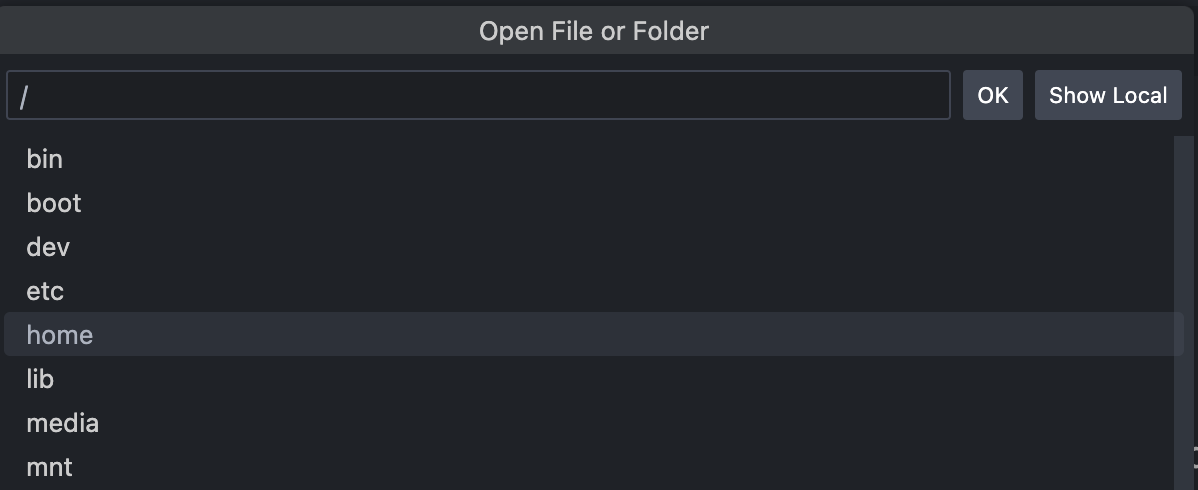 Open File or Folder
/
OK
Show Local
bin
boot
dev
etc
home
lib
media
mnt